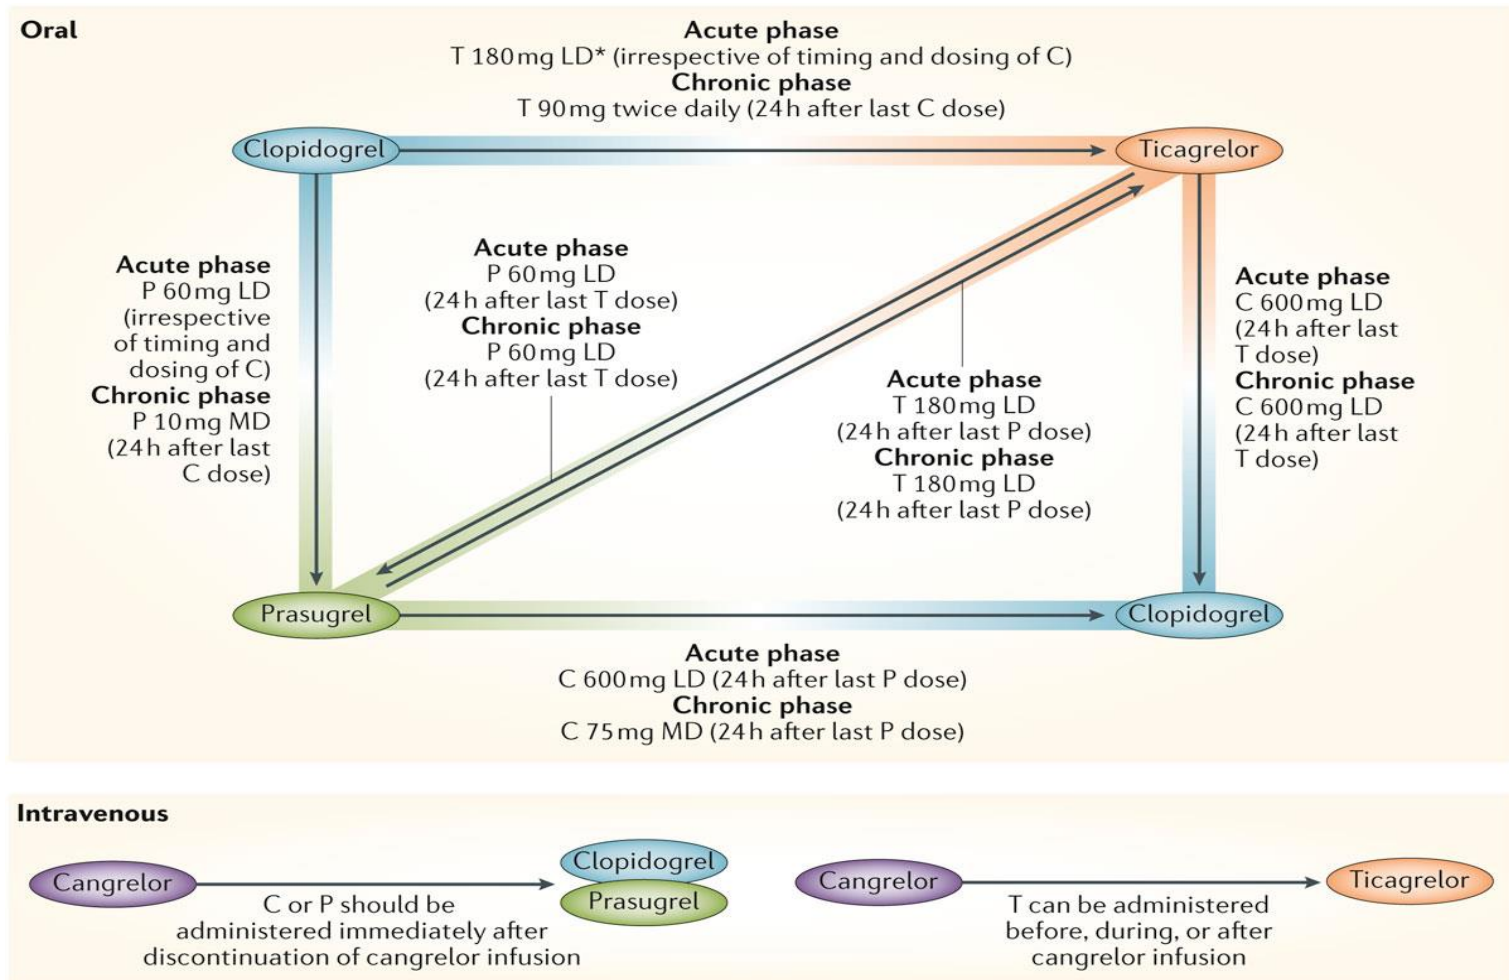 Oral
Acute phase
T 180 mg LD* (irrespective of timing and dosing of C)
Chronic phase
T 90 mg twice daily (24 h after last C dose)
Clopidogrel
Ticagrelor
Acute phase
P 60 mg LD
(irrespective
of timing and
dosing of C)
Chronic phase
P 10 mg MD
(24 h after last
C dose)
Acute phase
P 60 mg LD
(24 h after last T dose)
Chronic phase
P 60 mg LD
(24 h after last T dose)
Acute phase
T 180 mg LD
(24 h after last P dose)
Chronic phase
T 180 mg LD
(24 h after last P dose)
Acute phase
C 600 mg LD
(24 h after last
T dose)
Chronic phase
C 600 mg LD
(24 h after last
T dose)
Prasugrel
Clopidogrel
Acute phase
C 600 mg LD (24 h after last P dose)
Chronic phase
C 75 mg MD (24 h after last P dose)
Intravenous
Cangrelor
Clopidogrel
Prasugrel
C or P should be
administered immediately after
discontinuation of cangrelor infusion
Cangrelor
Ticagrelor
T can be administered
before, during, or after
cangrelor infusion